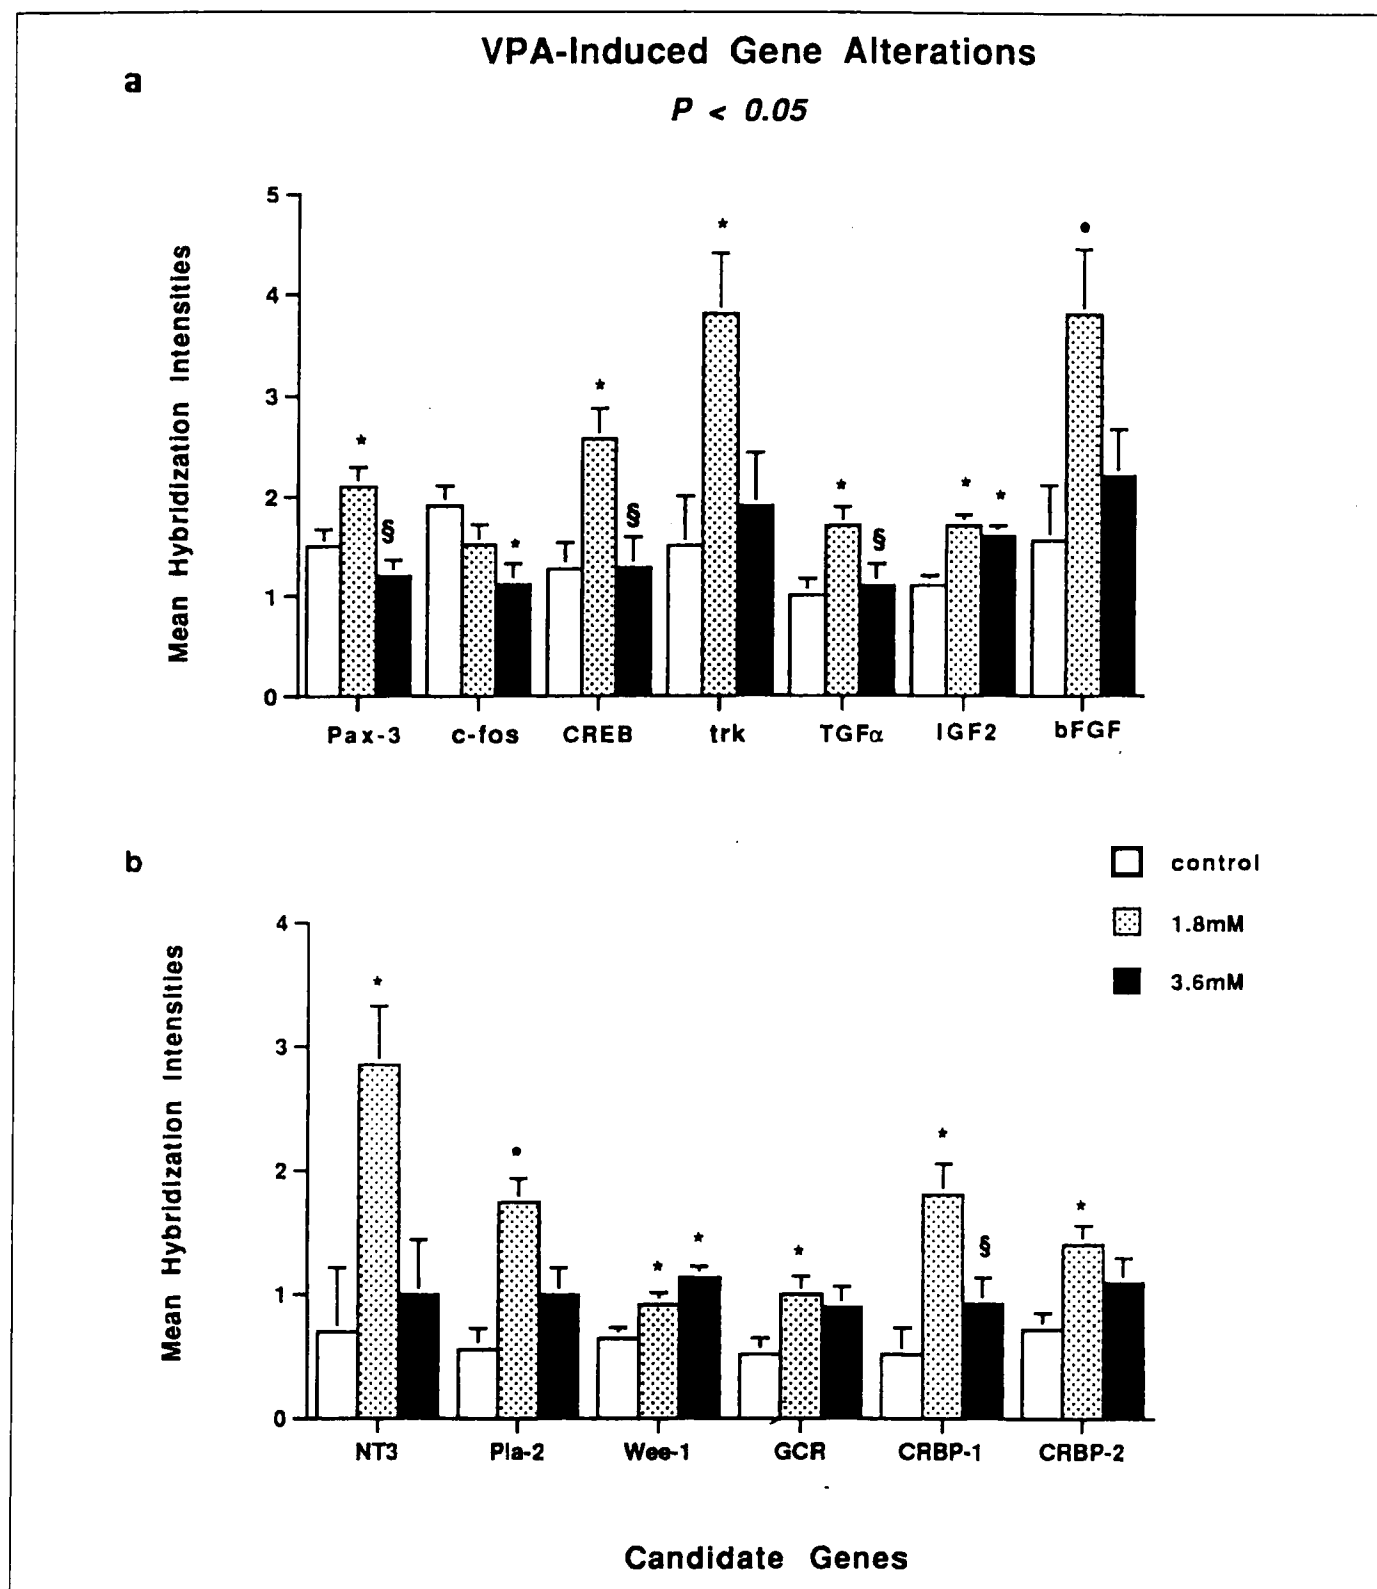 VPA-Induced Gene Alterations
a
P < 0.05
5
4
3
2
1
0
Mean Hybridization Intensities
*
§
*
*
§
*
*
§
*
*
•
Pax-3 c-fos CREB trk TGFα IGF2 bFGF
b
control
1.8mM
3.6mM
4
3
2
1
0
Mean Hybridization Intensities
*
•
*
*
*
*
§
*
NT3 Pla-2 Wee-1 GCR CRBP-1 CRBP-2
Candidate Genes